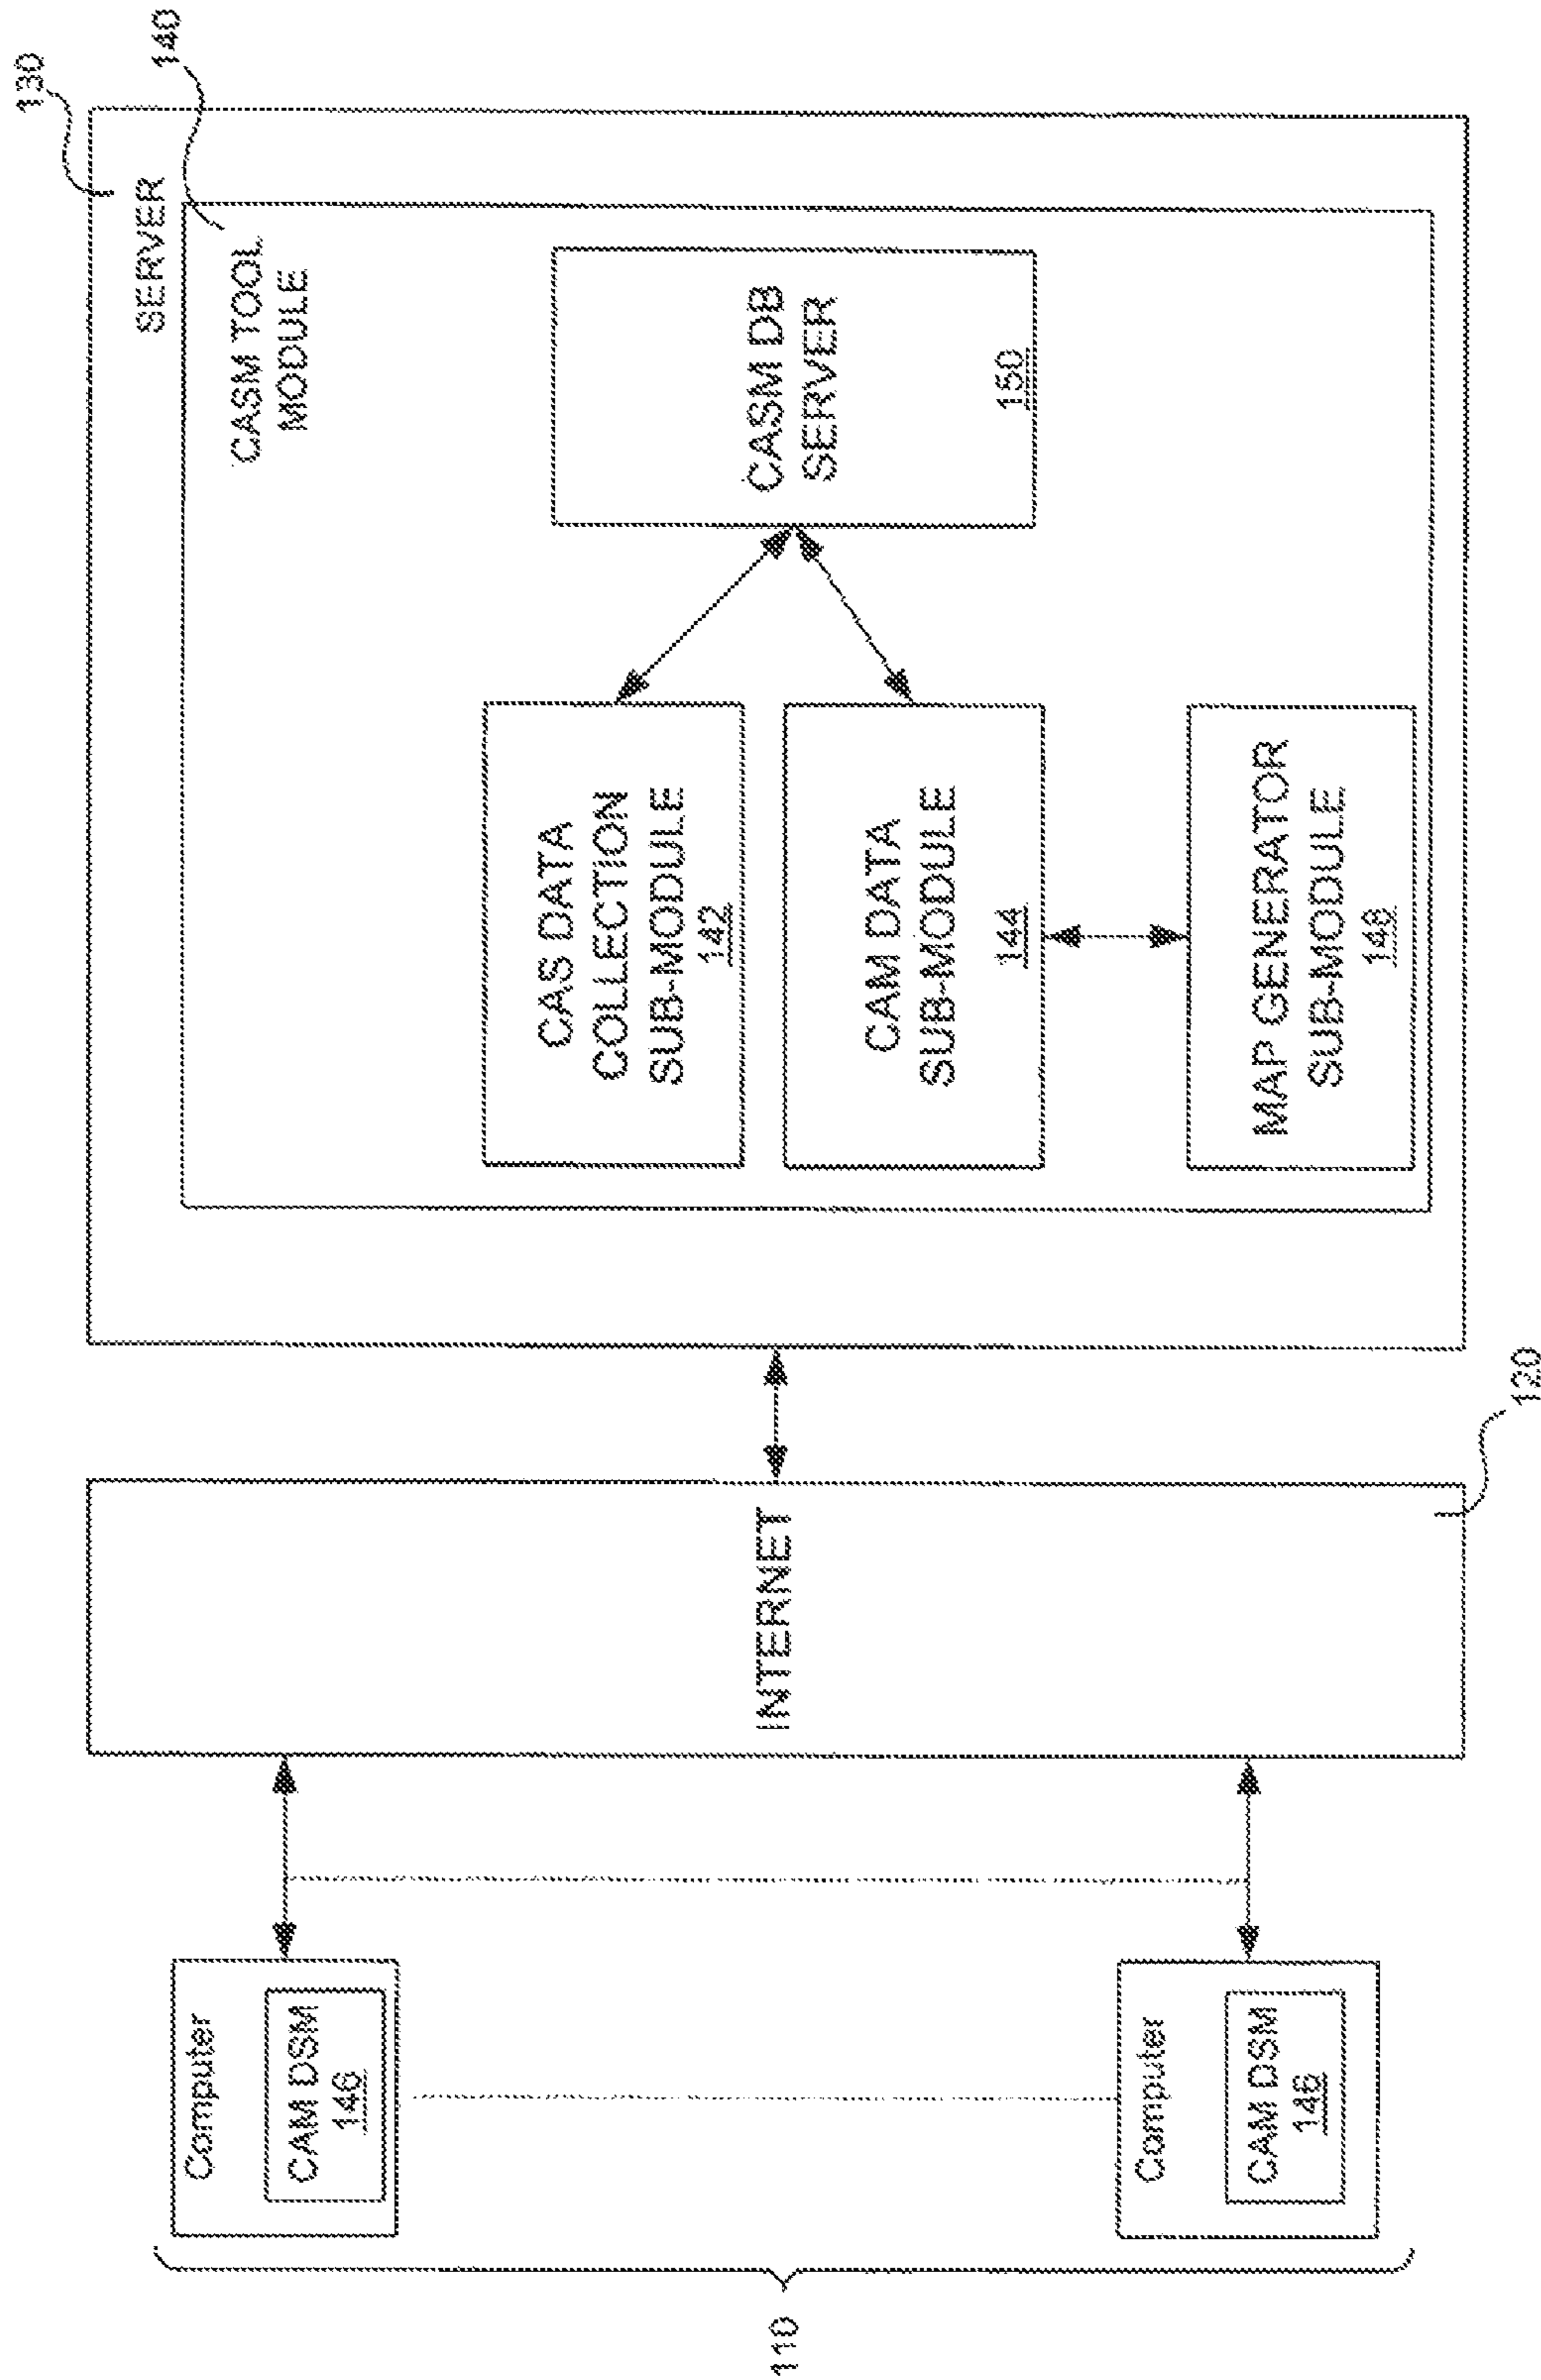 110
Computer
CAM DSM
146
Computer
CAM DSM
146
INTERNET
120
130
SERVER
140
CASM TOOL
MODULE
CAS DATA
COLLECTION
SUB-MODULE
142
CAM DATA
SUB-MODULE
144
MAP GENERATOR
SUB-MODULE
148
CASM DB
SERVER
150